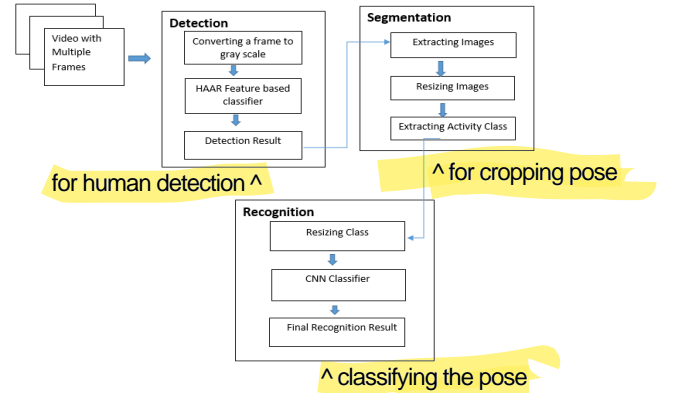 Video with
Multiple
Frames
Detection
Converting a frame to
gray scale
HAAR Feature based
classifier
Detection Result
for human detection ^
Segmentation
Extracting Images
Resizing Images
Extracting Activity Class
^ for cropping pose
Recognition
Resizing Class
CNN Classifier
Final Recognition Result
^ classifying the pose